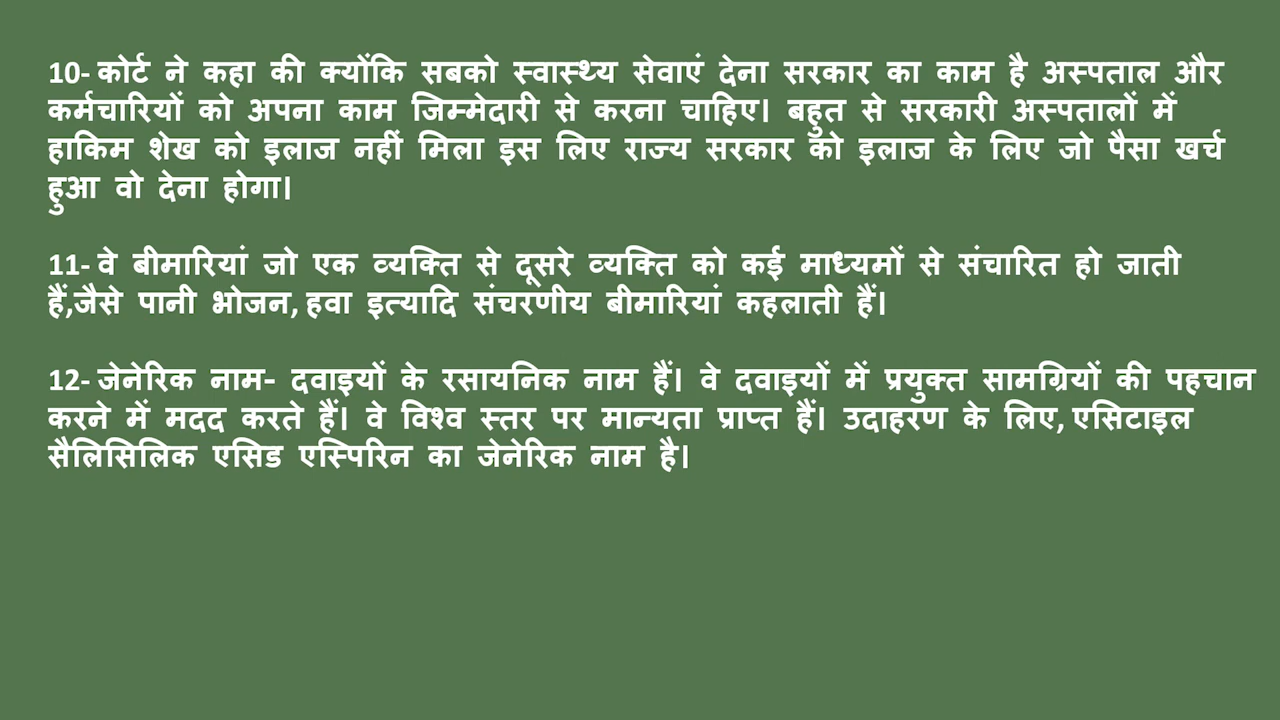 10- कोर्ट ने कहा की क्योंकि सबको स्वास्थ्य सेवाएं देना सरकार का काम है अस्पताल और
कर्मचारियों को अपना काम जिम्मेदारी से करना चाहिए। बहुत से सरकारी अस्पतालों में
हाकिम शेख को इलाज नहीं मिला इस लिए राज्य सरकार को इलाज के लिए जो पैसा खर्च
हुआ वो देना होगा।
11- वे बीमारियां जो एक व्यक्ति से दूसरे व्यक्ति को कई माध्यमों से संचारित हो जाती
हैं,जैसे पानी भोजन, हवा इत्यादि संचरणीय बीमारियां कहलाती हैं।
12- जेनेरिक नाम- दवाइयों के रसायनिक नाम हैं। वे दवाइयों में प्रयुक्त सामग्रियों की पहचान
करने में मदद करते हैं। वे विश्व स्तर पर मान्यता प्राप्त हैं। उदाहरण के लिए, एसिटाइल
सैलिसिलिक एसिड एस्पिरिन का जेनेरिक नाम है।